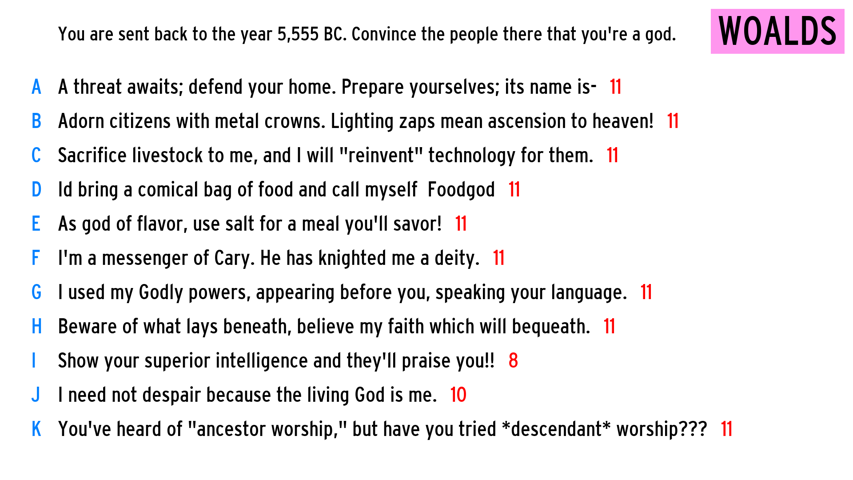 You are sent back to the year 5,555 BC. Convince the people there that you're a god.
WOALDS
A A threat awaits; defend your home. Prepare yourselves; its name is- 11
B Adorn citizens with metal crowns. Lighting zaps mean ascension to heaven! 11
C Sacrifice livestock to me, and I will "reinvent" technology for them. 11
D Id bring a comical bag of food and call myself  Foodgod 11
E As god of flavor, use salt for a meal you'll savor! 11
F I'm a messenger of Cary. He has knighted me a deity. 11
G I used my Godly powers, appearing before you, speaking your language. 11
H Beware of what lays beneath, believe my faith which will bequeath. 11
I Show your superior intelligence and they'll praise you!! 8
J I need not despair because the living God is me. 10
K You've heard of "ancestor worship," but have you tried *descendant* worship??? 11